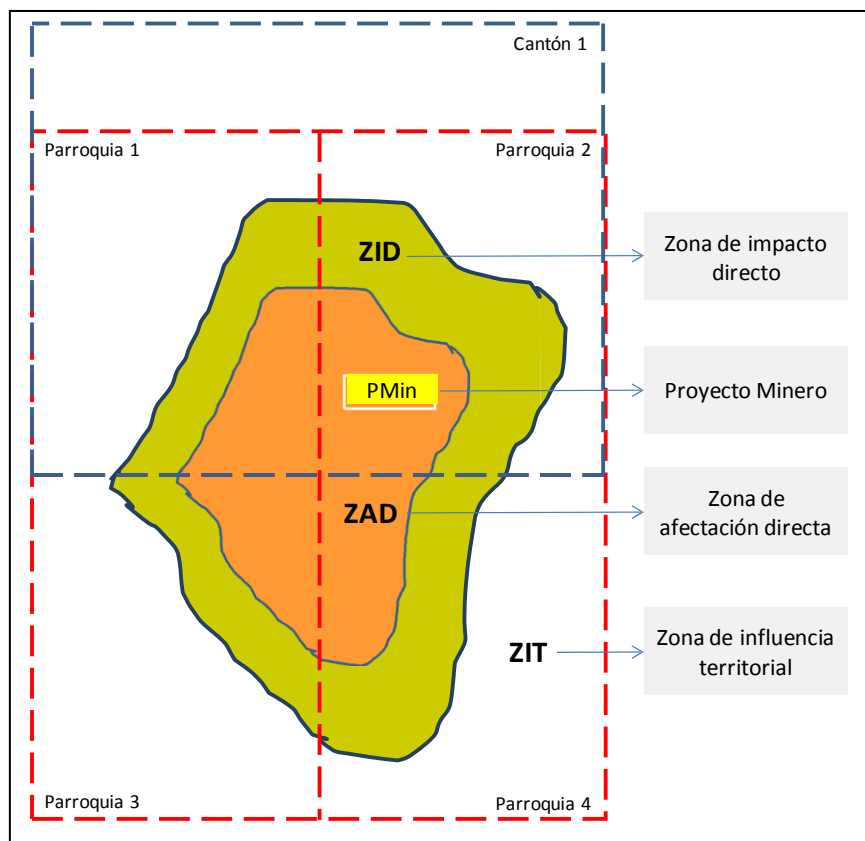 Cantón 1
Parroquia 1
Parroquia 2
ZID
Zona de impacto
directo
PMin
Proyecto Minero
ZAD
Zona de
afectación directa
ZIT
Zona de influencia
territorial
Parroquia 3
Parroquia 4